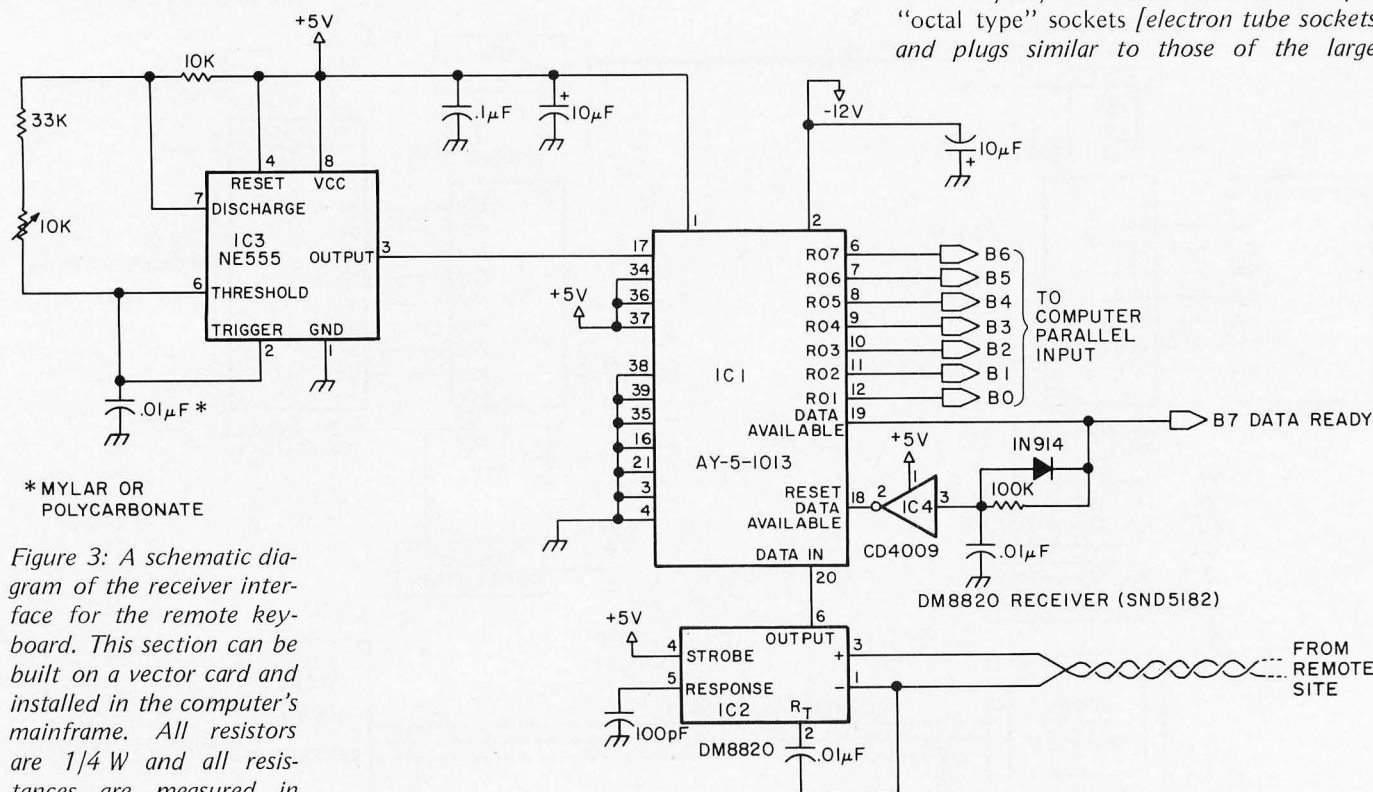 "octal type" sockets [electron tube sockets
and plugs similar to those of the large
+5V
10K
33K
10K
.1µF
+
10µF
-12V
10µF
+
4
8
RESET
VCC
7
DISCHARGE
IC3
NE555
OUTPUT
3
6
THRESHOLD
TRIGGER
GND
2
1
.01µF *
* MYLAR OR
POLYCARBONATE
1
2
17
34
36
37
+5V
38
39
35
16
21
3
4
IC1
AY-5-1013
RO7
6
B6
RO6
7
B5
RO5
8
B4
RO4
9
B3
RO3
10
B2
RO2
11
B1
RO1
12
B0
TO
COMPUTER
PARALLEL
INPUT
DATA
AVAILABLE
19
B7 DATA READY
RESET
DATA
AVAILABLE
18
2
+5V
1
IC4
3
CD4009
1N914
100K
.01µF
DATA IN
20
DM8820 RECEIVER (SND5182)
6
OUTPUT
+5V
4
STROBE
5
RESPONSE
IC2
RT
+
3
−
1
2
100pF
DM8820
.01µF
FROM
REMOTE
SITE
Figure 3: A schematic dia-
gram of the receiver inter-
face for the remote key-
board. This section can be
built on a vector card and
installed in the computer's
mainframe. All resistors
are 1/4 W and all resis-
tances are measured in